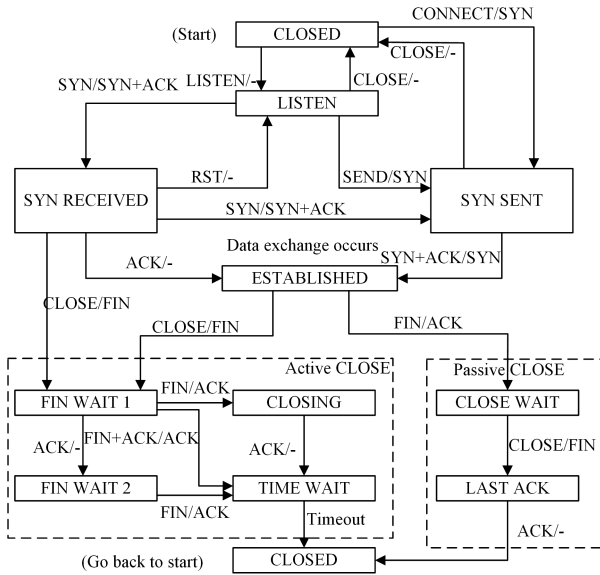 CONNECT/SYN
(Start)
CLOSED
CLOSE/-
LISTEN/-
CLOSE/-
SYN/SYN+ACK
LISTEN
RST/-
SEND/SYN
SYN RECEIVED
SYN SENT
SYN/SYN+ACK
Data exchange occurs
SYN+ACK/SYN
ACK/-
ESTABLISHED
CLOSE/FIN
CLOSE/FIN
FIN/ACK
Active CLOSE
Passive CLOSE
FIN/ACK
FIN WAIT 1
CLOSING
CLOSE WAIT
FIN+ACK/ACK
ACK/-
ACK/-
CLOSE/FIN
FIN WAIT 2
TIME WAIT
LAST ACK
FIN/ACK
Timeout
ACK/-
(Go back to start)
CLOSED